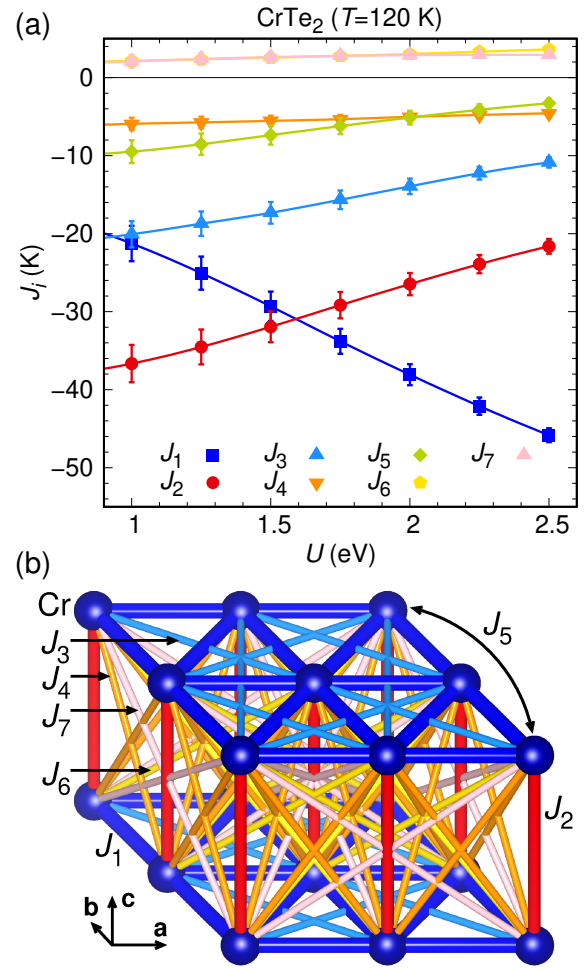 (a) CrTe₂ (T=120 K)
0
−10
−20
−30
−40
−50
Jᵢ (K)
J₁ J₃ J₅ J₇
J₂ J₄ J₆
1 1.5 2 2.5
U (eV)
(b)
Cr
J₃
J₄
J₇
J₆
J₅
J₂
J₁
c
b
a